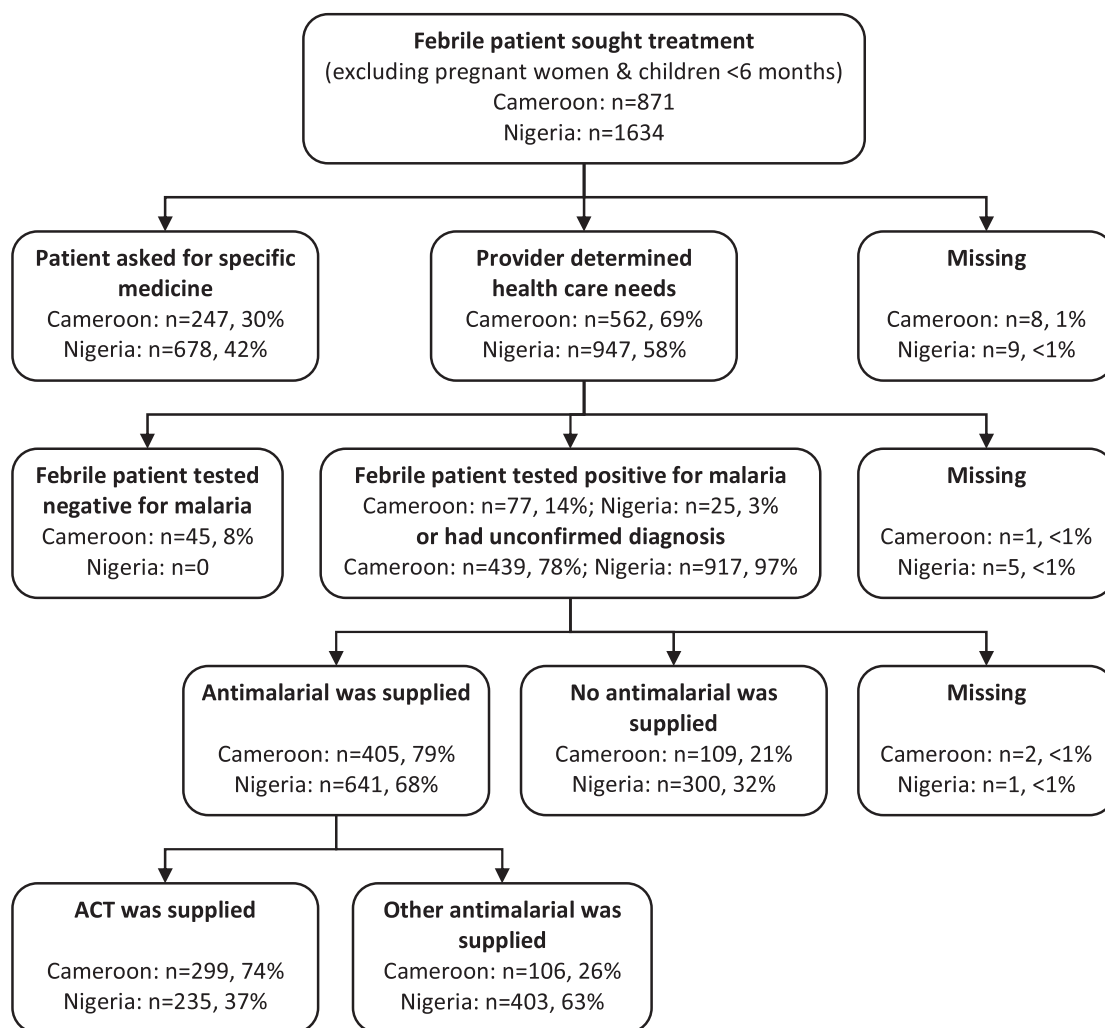 Febrile patient sought treatment
(excluding pregnant women & children <6 months)
Cameroon: n=871
Nigeria: n=1634
Patient asked for specific
medicine
Cameroon: n=247, 30%
Nigeria: n=678, 42%
Provider determined
health care needs
Cameroon: n=562, 69%
Nigeria: n=947, 58%
Missing
Cameroon: n=8, 1%
Nigeria: n=9, <1%
Febrile patient tested
negative for malaria
Cameroon: n=45, 8%
Nigeria: n=0
Febrile patient tested positive for malaria
Cameroon: n=77, 14%; Nigeria: n=25, 3%
or had unconfirmed diagnosis
Cameroon: n=439, 78%; Nigeria: n=917, 97%
Missing
Cameroon: n=1, <1%
Nigeria: n=5, <1%
Antimalarial was supplied
Cameroon: n=405, 79%
Nigeria: n=641, 68%
No antimalarial was
supplied
Cameroon: n=109, 21%
Nigeria: n=300, 32%
Missing
Cameroon: n=2, <1%
Nigeria: n=1, <1%
ACT was supplied
Cameroon: n=299, 74%
Nigeria: n=235, 37%
Other antimalarial was
supplied
Cameroon: n=106, 26%
Nigeria: n=403, 63%